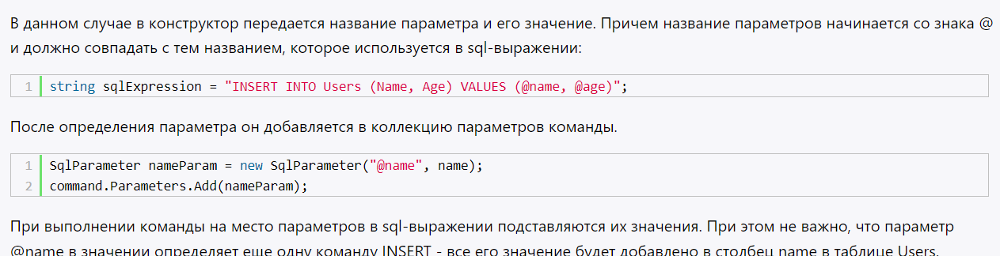 В данном случае в конструктор передается название параметра и его значение. Причем название параметров начинается со знака @
и должно совпадать с тем названием, которое используется в sql-выражении:
1 string sqlExpression = "INSERT INTO Users (Name, Age) VALUES (@name, @age)";
После определения параметра он добавляется в коллекцию параметров команды.
1 SqlParameter nameParam = new SqlParameter("@name", name);
2 command.Parameters.Add(nameParam);
При выполнении команды на место параметров в sql-выражении подставляются их значения. При этом не важно, что параметр
@name в значении определяет еще одну команду INSERT - все его значение будет добавлено в столбец name в таблице Users.